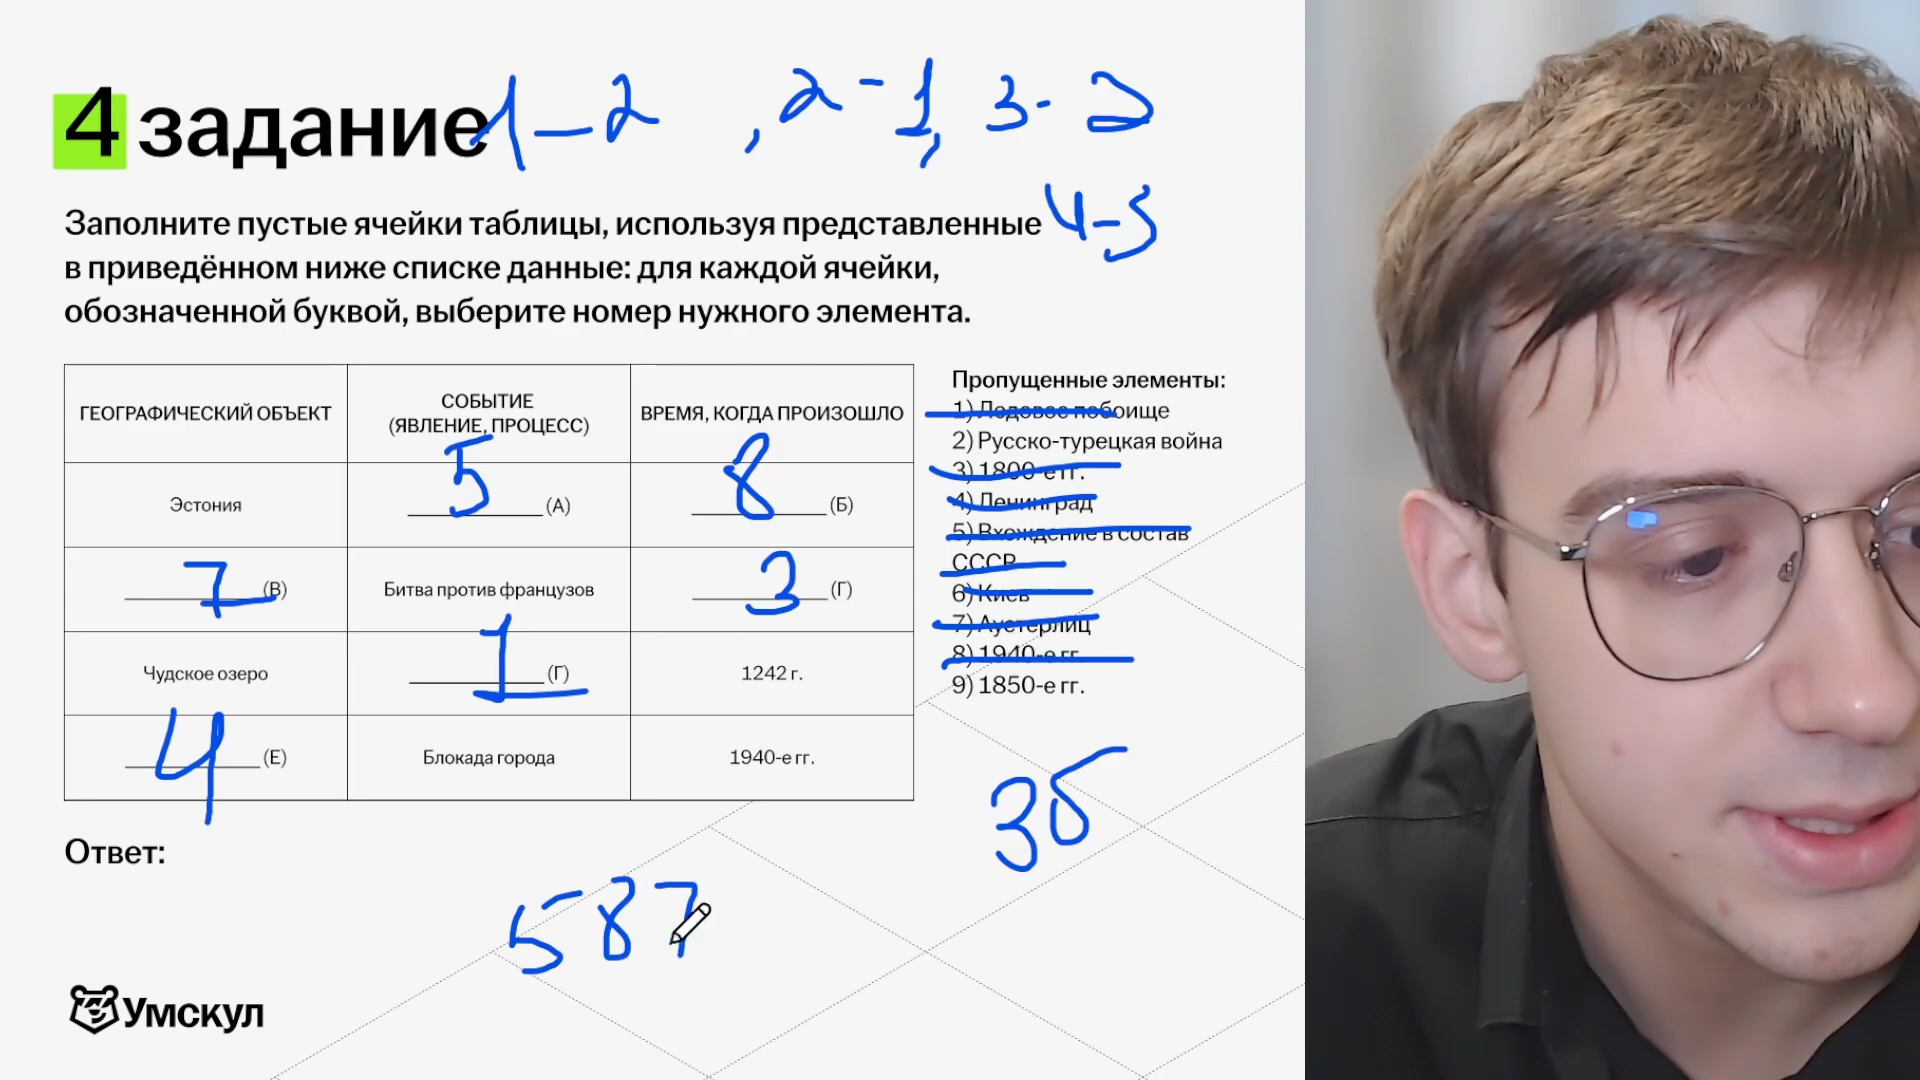 4 задание 1-2, 2-1, 3-2
4-5
Заполните пустые ячейки таблицы, используя представленные
в приведённом ниже списке данные: для каждой ячейки,
обозначенной буквой, выберите номер нужного элемента.
ГЕОГРАФИЧЕСКИЙ ОБЪЕКТ
СОБЫТИЕ
(ЯВЛЕНИЕ, ПРОЦЕСС)
ВРЕМЯ, КОГДА ПРОИЗОШЛО
Эстония
5 (А)
8 (Б)
7 (В)
Битва против французов
3 (Г)
Чудское озеро
1 (Г)
1242 г.
4 (Е)
Блокада города
1940-е гг.
Пропущенные элементы:
1) Ледовое побоище
2) Русско-турецкая война
3) 1800-е гг.
4) Ленинград
5) Вхождение в состав
СССР
6) Киев
7) Аустерлиц
8) 1940-е гг.
9) 1850-е гг.
Ответ:
587
Умскул